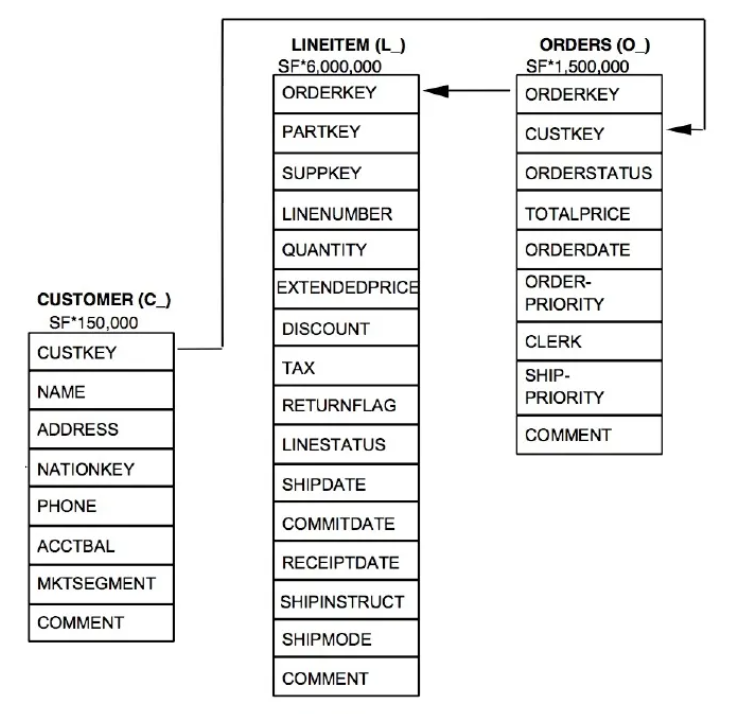 CUSTOMER (C_)
SF*150,000
CUSTKEY
NAME
ADDRESS
NATIONKEY
PHONE
ACCTBAL
MKTSEGMENT
COMMENT
LINEITEM (L_)
SF*6,000,000
ORDERKEY
PARTKEY
SUPPKEY
LINENUMBER
QUANTITY
EXTENDEDPRICE
DISCOUNT
TAX
RETURNFLAG
LINESTATUS
SHIPDATE
COMMITDATE
RECEIPTDATE
SHIPINSTRUCT
SHIPMODE
COMMENT
ORDERS (O_)
SF*1,500,000
ORDERKEY
CUSTKEY
ORDERSTATUS
TOTALPRICE
ORDERDATE
ORDER-
PRIORITY
CLERK
SHIP-
PRIORITY
COMMENT